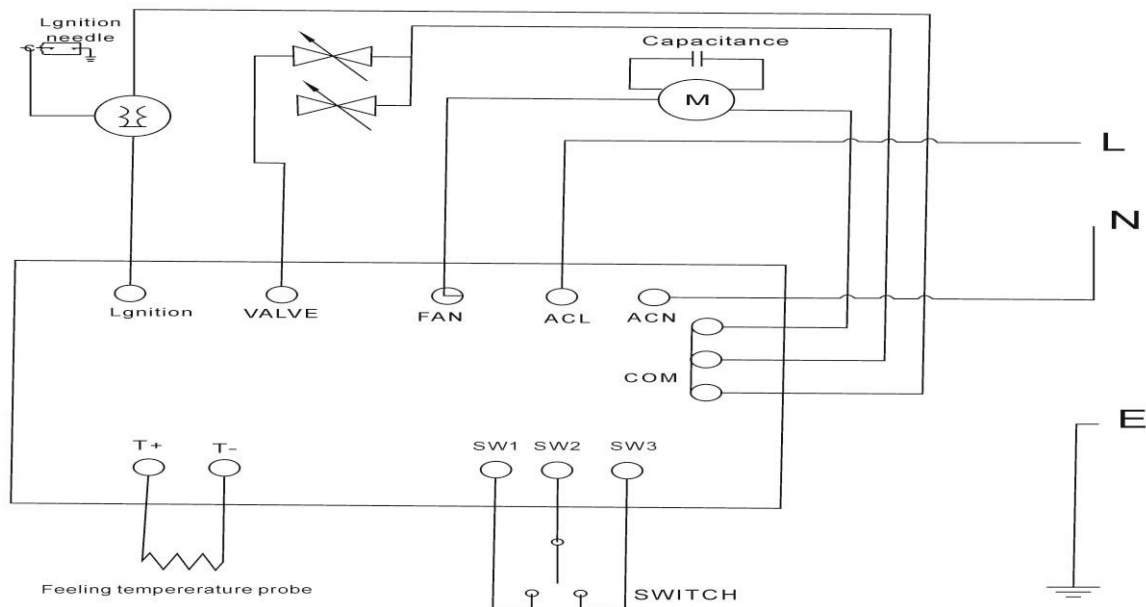 Lgnition
needle
Capacitance
M
L
N
Lgnition
VALVE
FAN
ACL
ACN
COM
E
T+
T-
SW1
SW2
SW3
Feeling tempererature probe
SWITCH